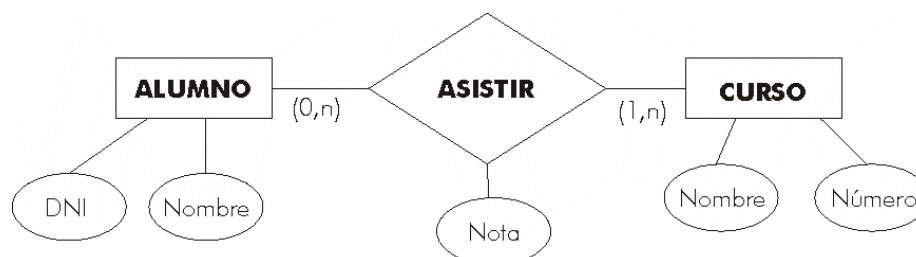 ALUMNO
(0,n)
ASISTIR
(1,n)
CURSO
DNI
Nombre
Nota
Nombre
Número